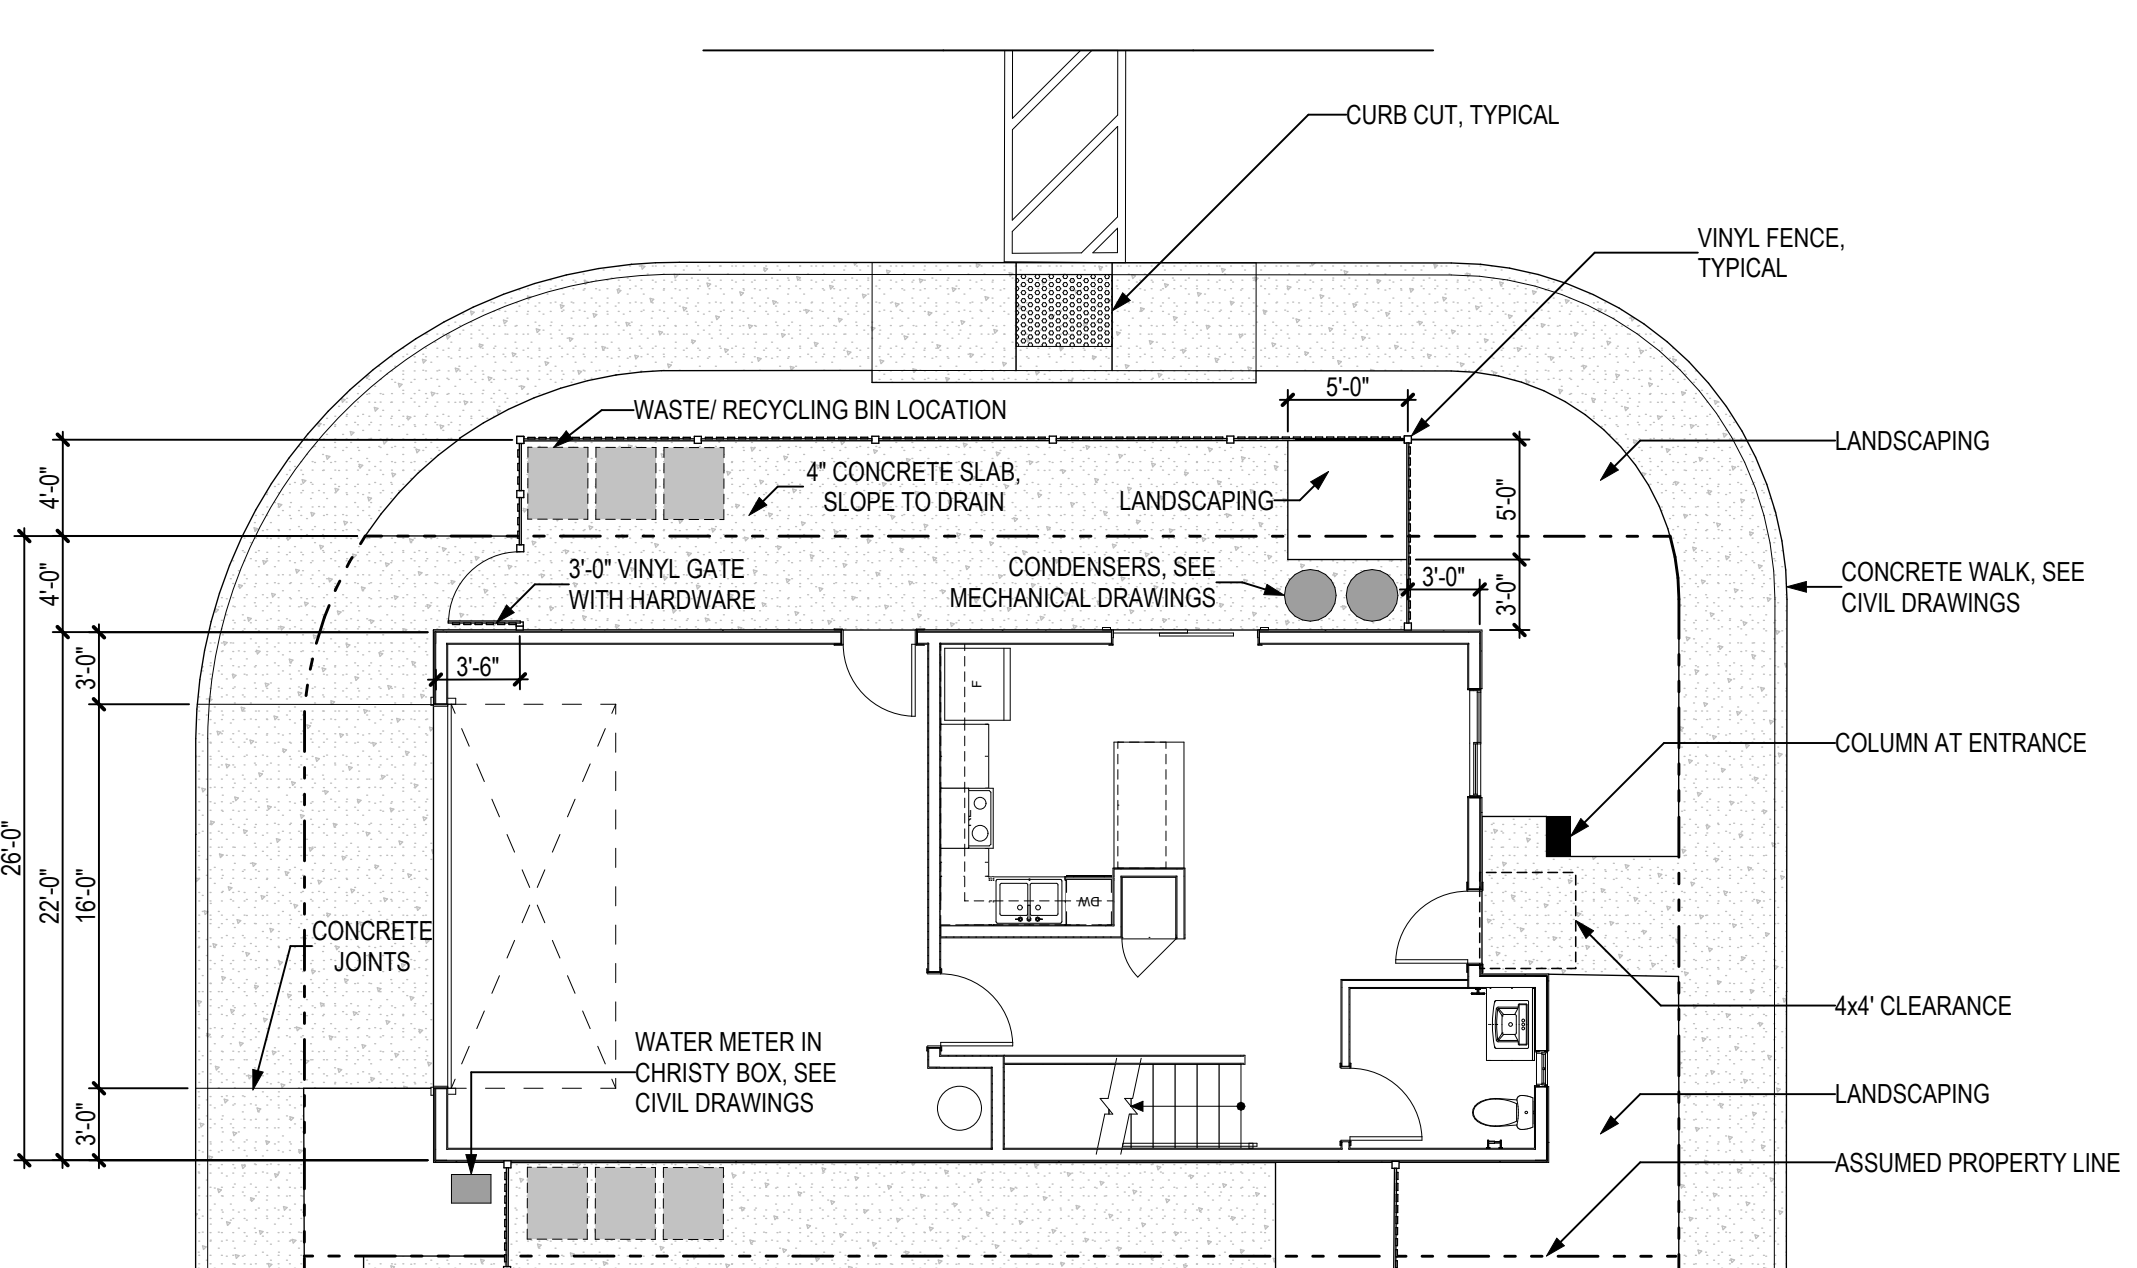 CURB CUT, TYPICAL
VINYL FENCE,
TYPICAL
5'-0"
WASTE/ RECYCLING BIN LOCATION
LANDSCAPING
4'-0"
4" CONCRETE SLAB,
SLOPE TO DRAIN
LANDSCAPING
5'-0"
4'-0"
3'-0" VINYL GATE
WITH HARDWARE
CONDENSERS, SEE
MECHANICAL DRAWINGS
3'-0"
3'-0"
CONCRETE WALK, SEE
CIVIL DRAWINGS
3'-0"
3'-6"
F
COLUMN AT ENTRANCE
26'-0"
22'-0"
16'-0"
CONCRETE
JOINTS
DW
4x4' CLEARANCE
WATER METER IN
CHRISTY BOX, SEE
CIVIL DRAWINGS
LANDSCAPING
3'-0"
ASSUMED PROPERTY LINE